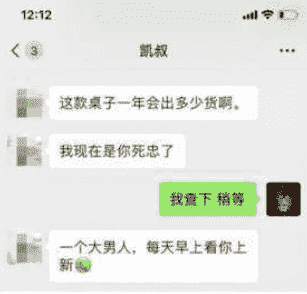 12:12
3
凯叔
这款桌子一年会出多少货啊。
我现在是你死忠了
我查下 稍等
一个大男人，每天早上看你上
新